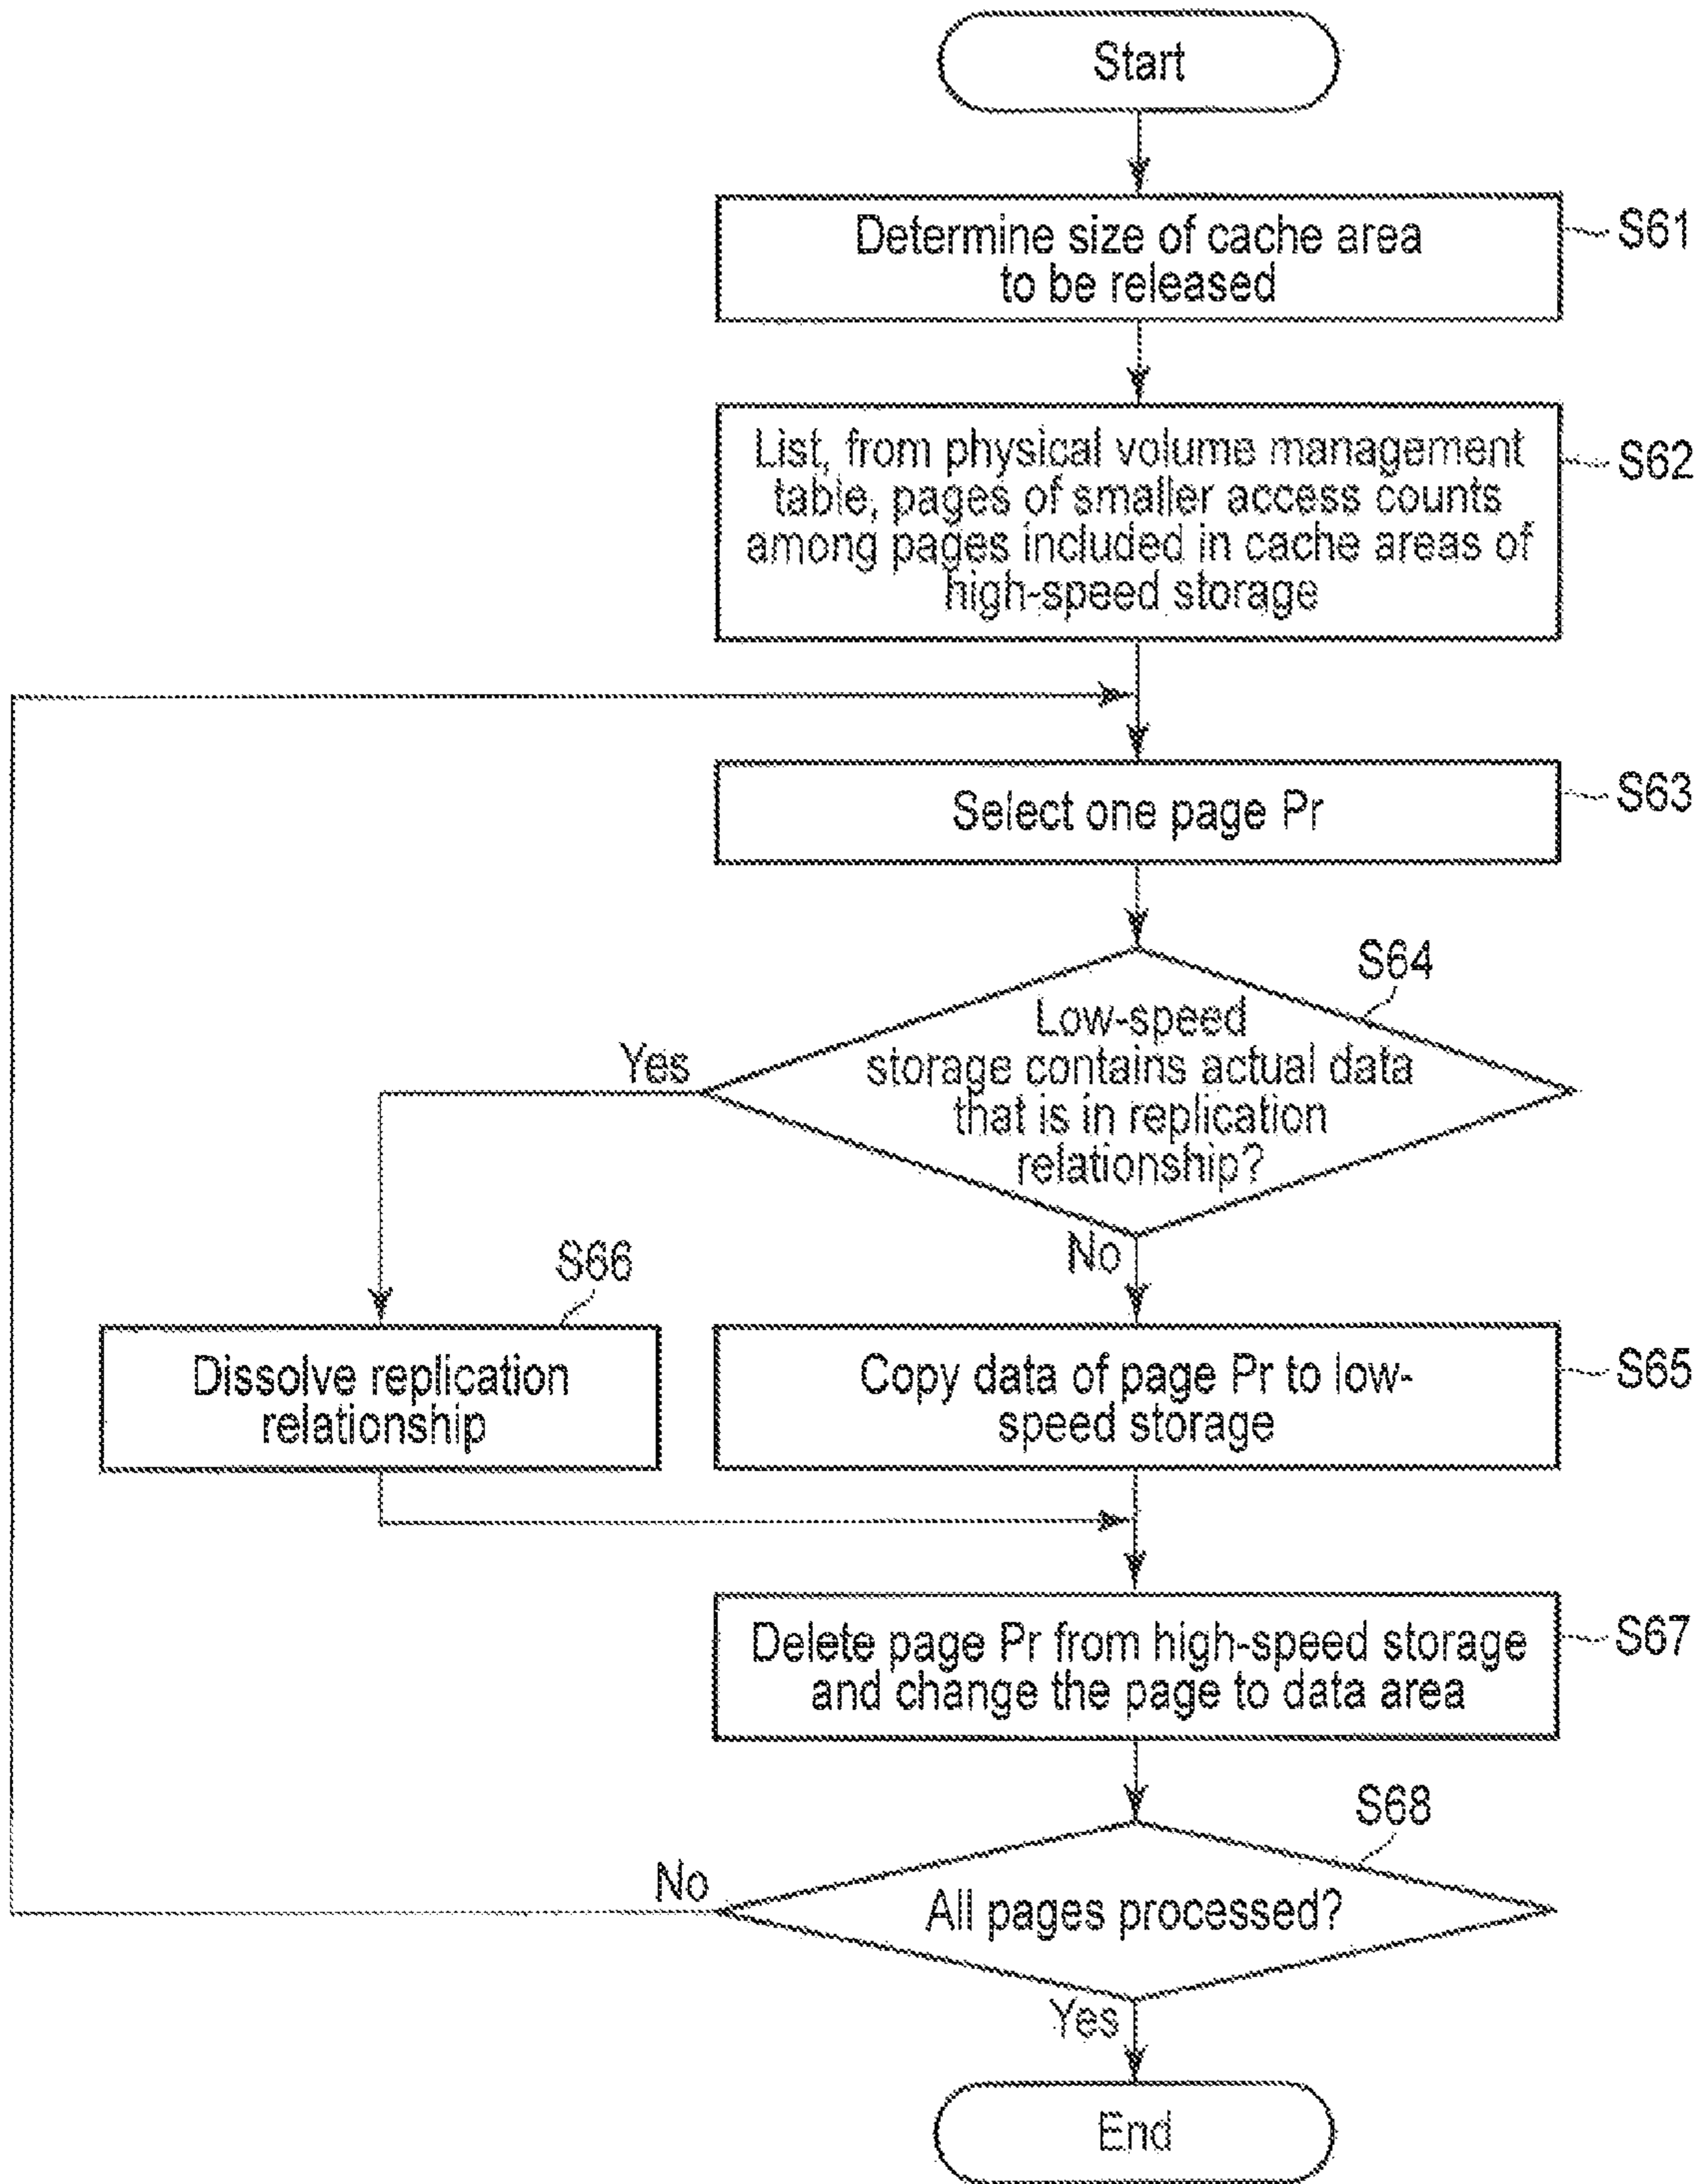 Start
Determine size of cache area
to be released
S61
List, from physical volume management
table, pages of smaller access counts
among pages included in cache areas of
high-speed storage
S62
Select one page Pr
S63
S64
Low-speed
storage contains actual data
that is in replication
relationship?
Yes
No
S66
Dissolve replication
relationship
Copy data of page Pr to low-
speed storage
S65
Delete page Pr from high-speed storage
and change the page to data area
S67
S68
All pages processed?
No
Yes
End